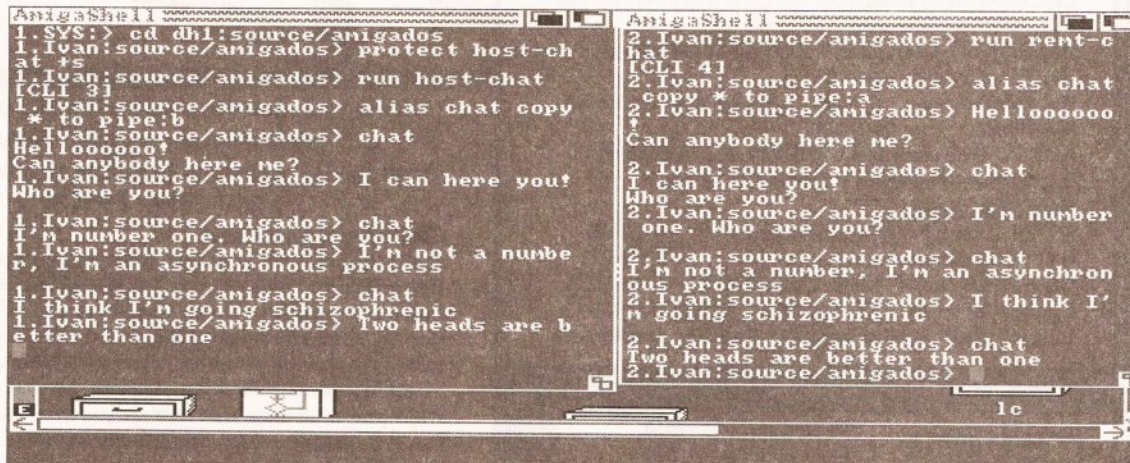 AmigaShell
1.SYS:> cd dh1:source/amigados
1.Ivan:source/amigados> protect host-ch
at +s
1.Ivan:source/amigados> run host-chat
[CLI 3]
1.Ivan:source/amigados> alias chat copy
* to pipe:b
1.Ivan:source/amigados> chat
Helloooooo!
Can anybody here me?
1.Ivan:source/amigados> I can here you!
Who are you?
1.Ivan:source/amigados> chat
I'm number one. Who are you?
1.Ivan:source/amigados> I'm not a numbe
r, I'm an asynchronous process
1.Ivan:source/amigados> chat
I think I'm going schizophrenic
1.Ivan:source/amigados> Two heads are b
etter than one
AmigaShell
2.Ivan:source/amigados> run remt-c
hat
[CLI 4]
2.Ivan:source/amigados> alias chat
copy * to pipe:a
2.Ivan:source/amigados> Helloooooo
!
Can anybody here me?
2.Ivan:source/amigados> chat
I can here you!
Who are you?
2.Ivan:source/amigados> I'm number
one. Who are you?
2.Ivan:source/amigados> chat
I'm not a number, I'm an asynchron
ous process
2.Ivan:source/amigados> I think I'
m going schizophrenic
2.Ivan:source/amigados> chat
Two heads are better than one
2.Ivan:source/amigados>
E
lc